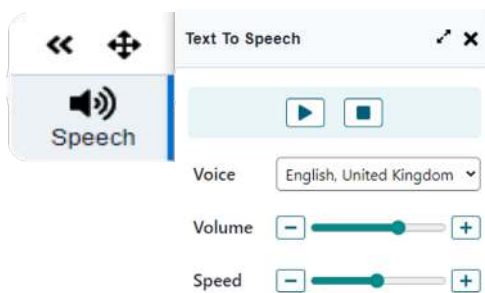 Text To Speech
Speech
Voice English, United Kingdom
Volume
Speed